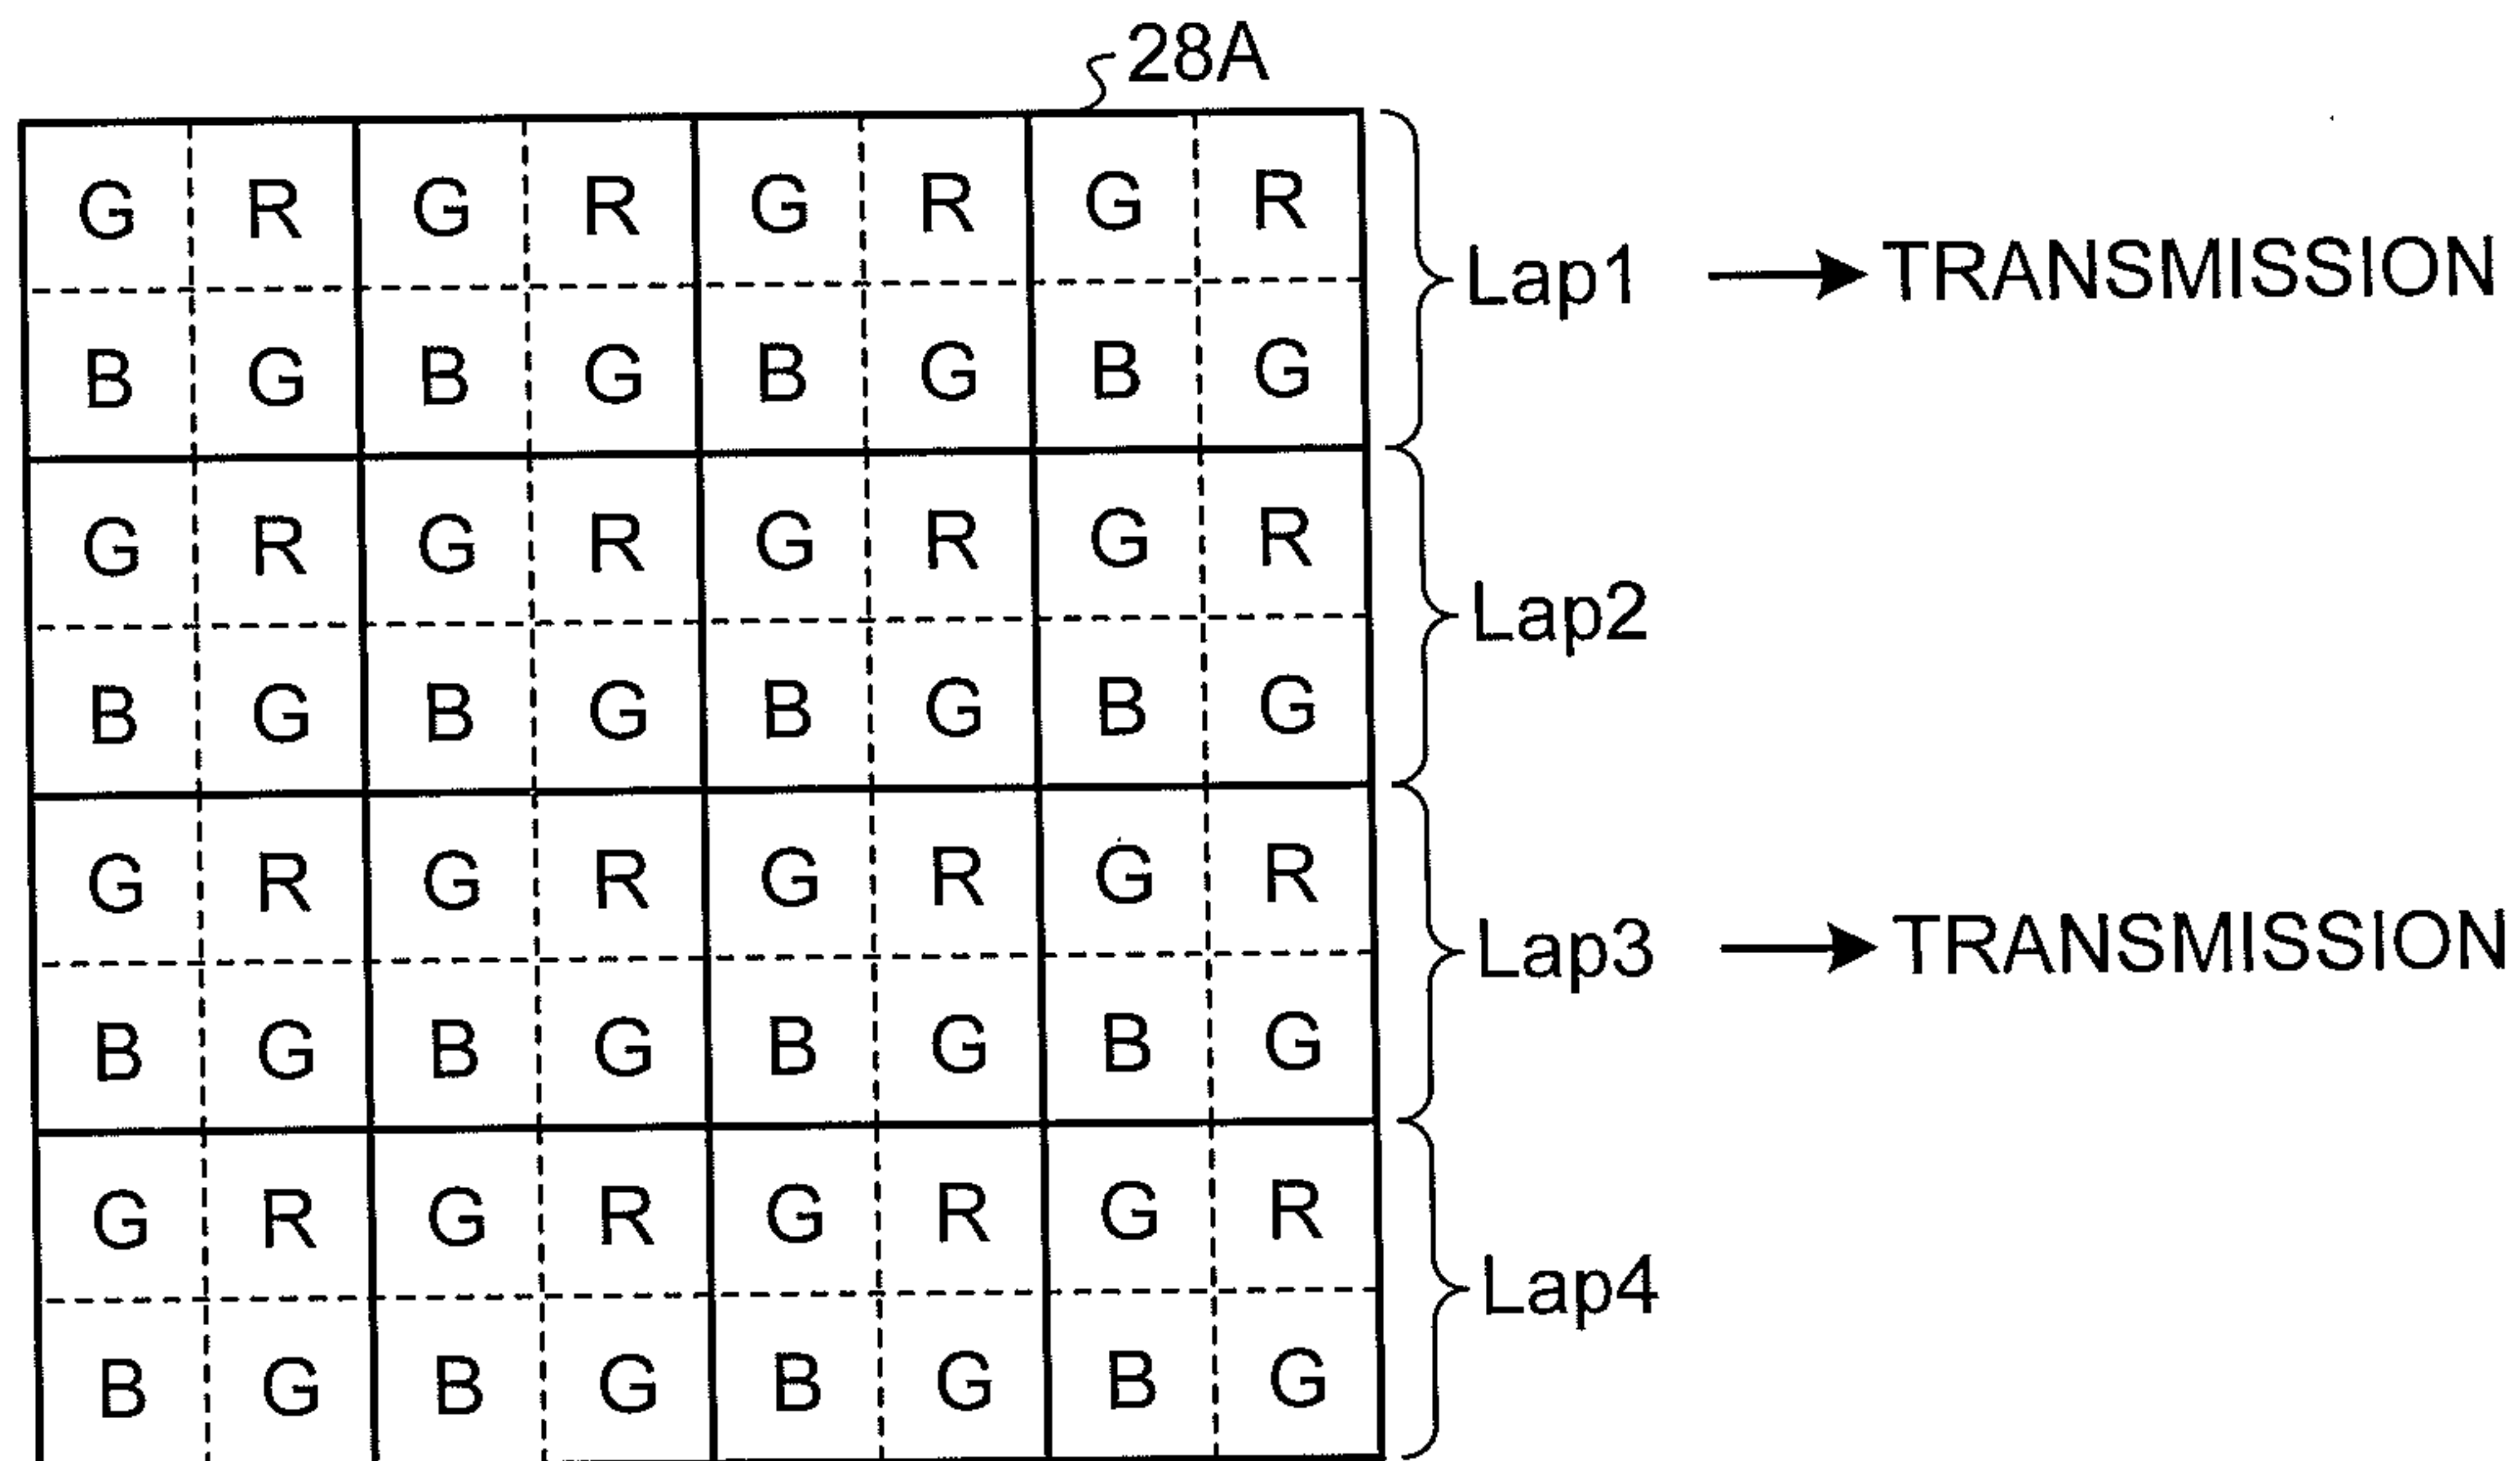 28A
G R G R G R G R
B G B G B G B G
Lap1 → TRANSMISSION
G R G R G R G R
B G B G B G B G
Lap2
G R G R G R G R
B G B G B G B G
Lap3 → TRANSMISSION
G R G R G R G R
B G B G B G B G
Lap4